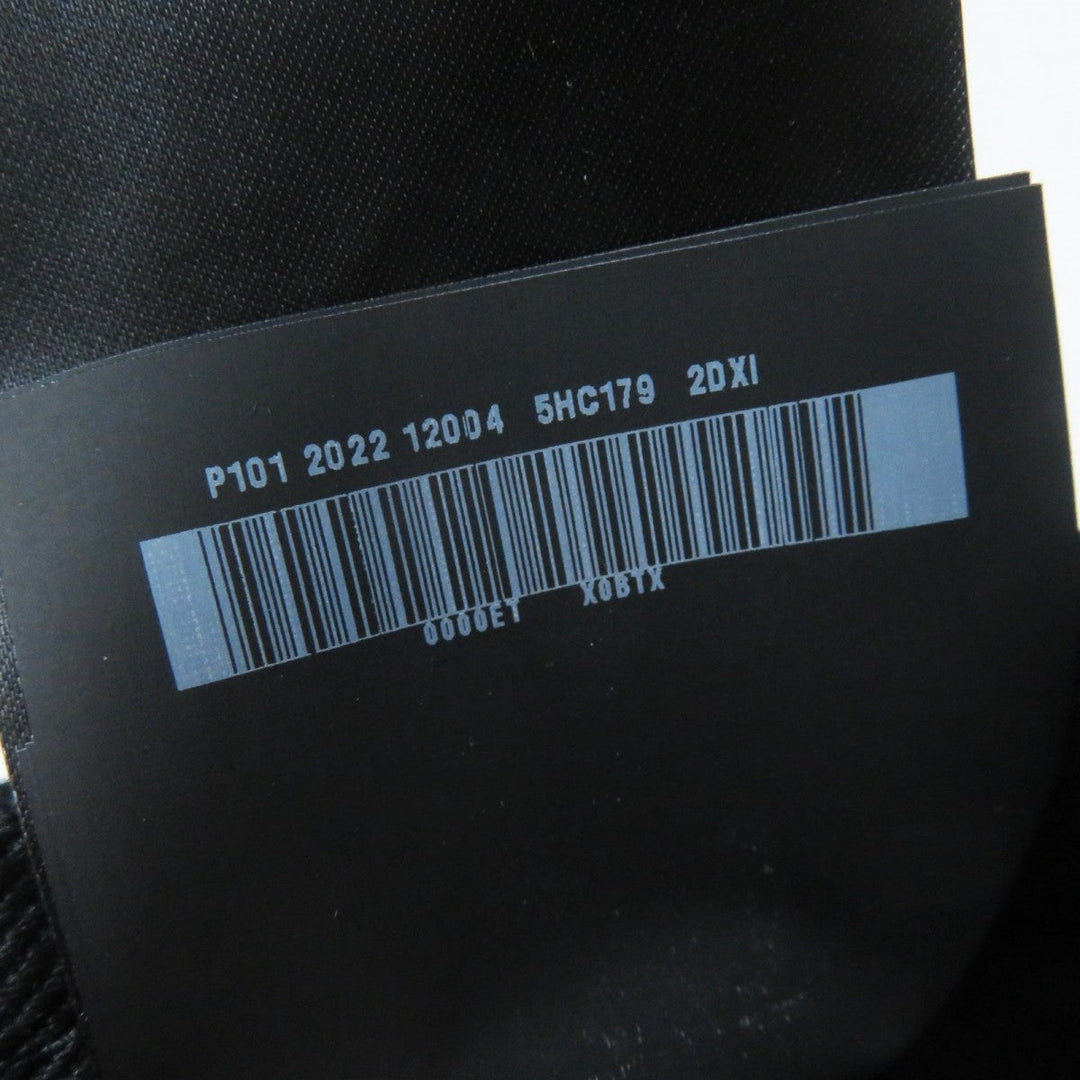 P101 2022 12004 5HC179 2DXI
0000ET X0BTX